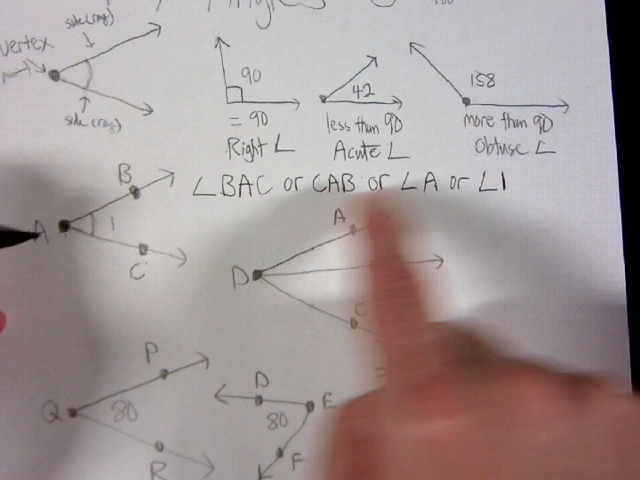 Angles
side (ray)
vertex
side (ray)
90
= 90
Right ∠
42
less than 90
Acute ∠
158
more than 90
Obtuse ∠
∠BAC or CAB or ∠A or ∠1
A
B
1
C
D
A
C
Q
P
80
R
D
E
80
F